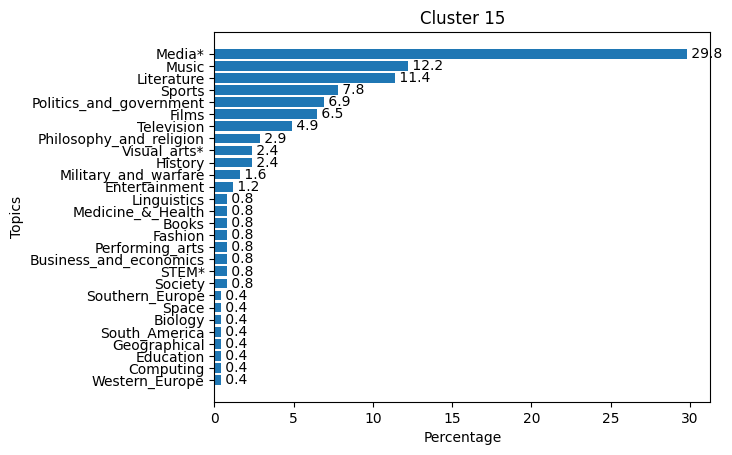 Cluster 15
Topics
Media* 29.8
Music 12.2
Literature 11.4
Sports 7.8
Politics_and_government 6.9
Films 6.5
Television 4.9
Philosophy_and_religion 2.9
Visual_arts* 2.4
History 2.4
Military_and_warfare 1.6
Entertainment 1.2
Linguistics 0.8
Medicine_&_Health 0.8
Books 0.8
Fashion 0.8
Performing_arts 0.8
Business_and_economics 0.8
STEM* 0.8
Society 0.8
Southern_Europe 0.4
Space 0.4
Biology 0.4
South_America 0.4
Geographical 0.4
Education 0.4
Computing 0.4
Western_Europe 0.4
0 5 10 15 20 25 30
Percentage